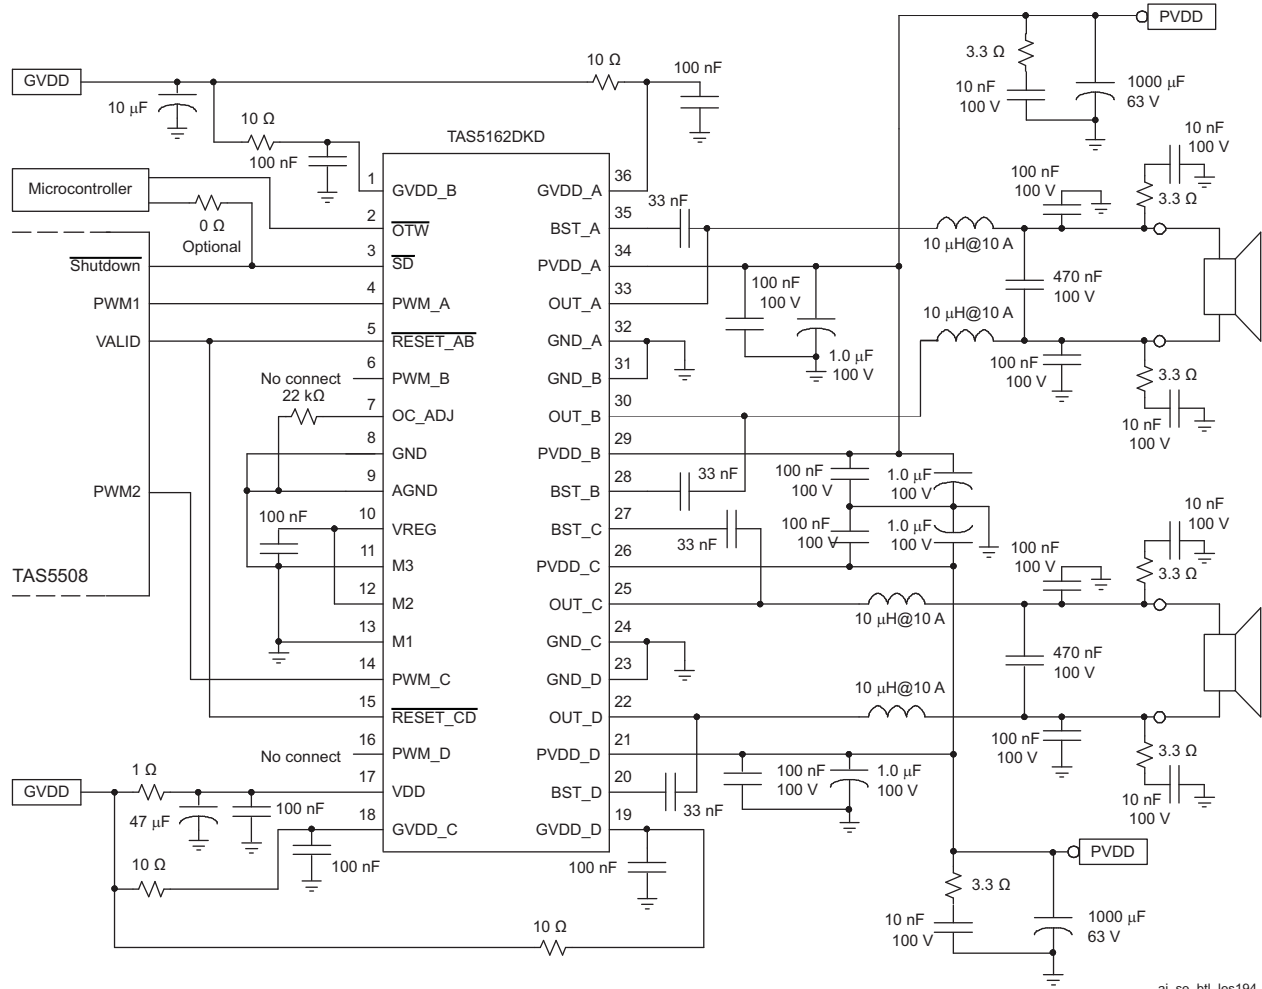 PVDD
GVDD
10 Ω
100 nF
3.3 Ω
10 nF
100 V
1000 μF
63 V
10 μF
10 Ω
100 nF
TAS5162DKD
10 nF
100 V
Microcontroller
0 Ω
Optional
1
GVDD_B
GVDD_A
36
33 nF
100 nF
100 V
3.3 Ω
2
OTW
BST_A
35
10 μH@10 A
Shutdown
3
SD
PVDD_A
34
100 nF
100 V
470 nF
100 V
PWM1
4
PWM_A
OUT_A
33
10 μH@10 A
VALID
5
RESET_AB
GND_A
32
1.0 μF
100 V
100 nF
100 V
3.3 Ω
No connect
6
PWM_B
GND_B
31
22 kΩ
7
OC_ADJ
OUT_B
30
10 nF
100 V
8
GND
PVDD_B
29
100 nF
100 V
1.0 μF
100 V
PWM2
9
AGND
BST_B
28
33 nF
100 nF
10
VREG
BST_C
27
33 nF
100 nF
100 V
1.0 μF
100 V
10 nF
100 V
11
M3
PVDD_C
26
100 nF
100 V
3.3 Ω
TAS5508
12
M2
OUT_C
25
10 μH@10 A
13
M1
GND_C
24
470 nF
100 V
14
PWM_C
GND_D
23
10 μH@10 A
15
RESET_CD
OUT_D
22
100 nF
100 V
3.3 Ω
No connect
16
PWM_D
PVDD_D
21
100 nF
100 V
1.0 μF
100 V
GVDD
1 Ω
17
VDD
BST_D
20
33 nF
10 nF
100 V
47 μF
100 nF
18
GVDD_C
GVDD_D
19
10 Ω
100 nF
100 nF
PVDD
3.3 Ω
10 nF
100 V
1000 μF
63 V
10 Ω